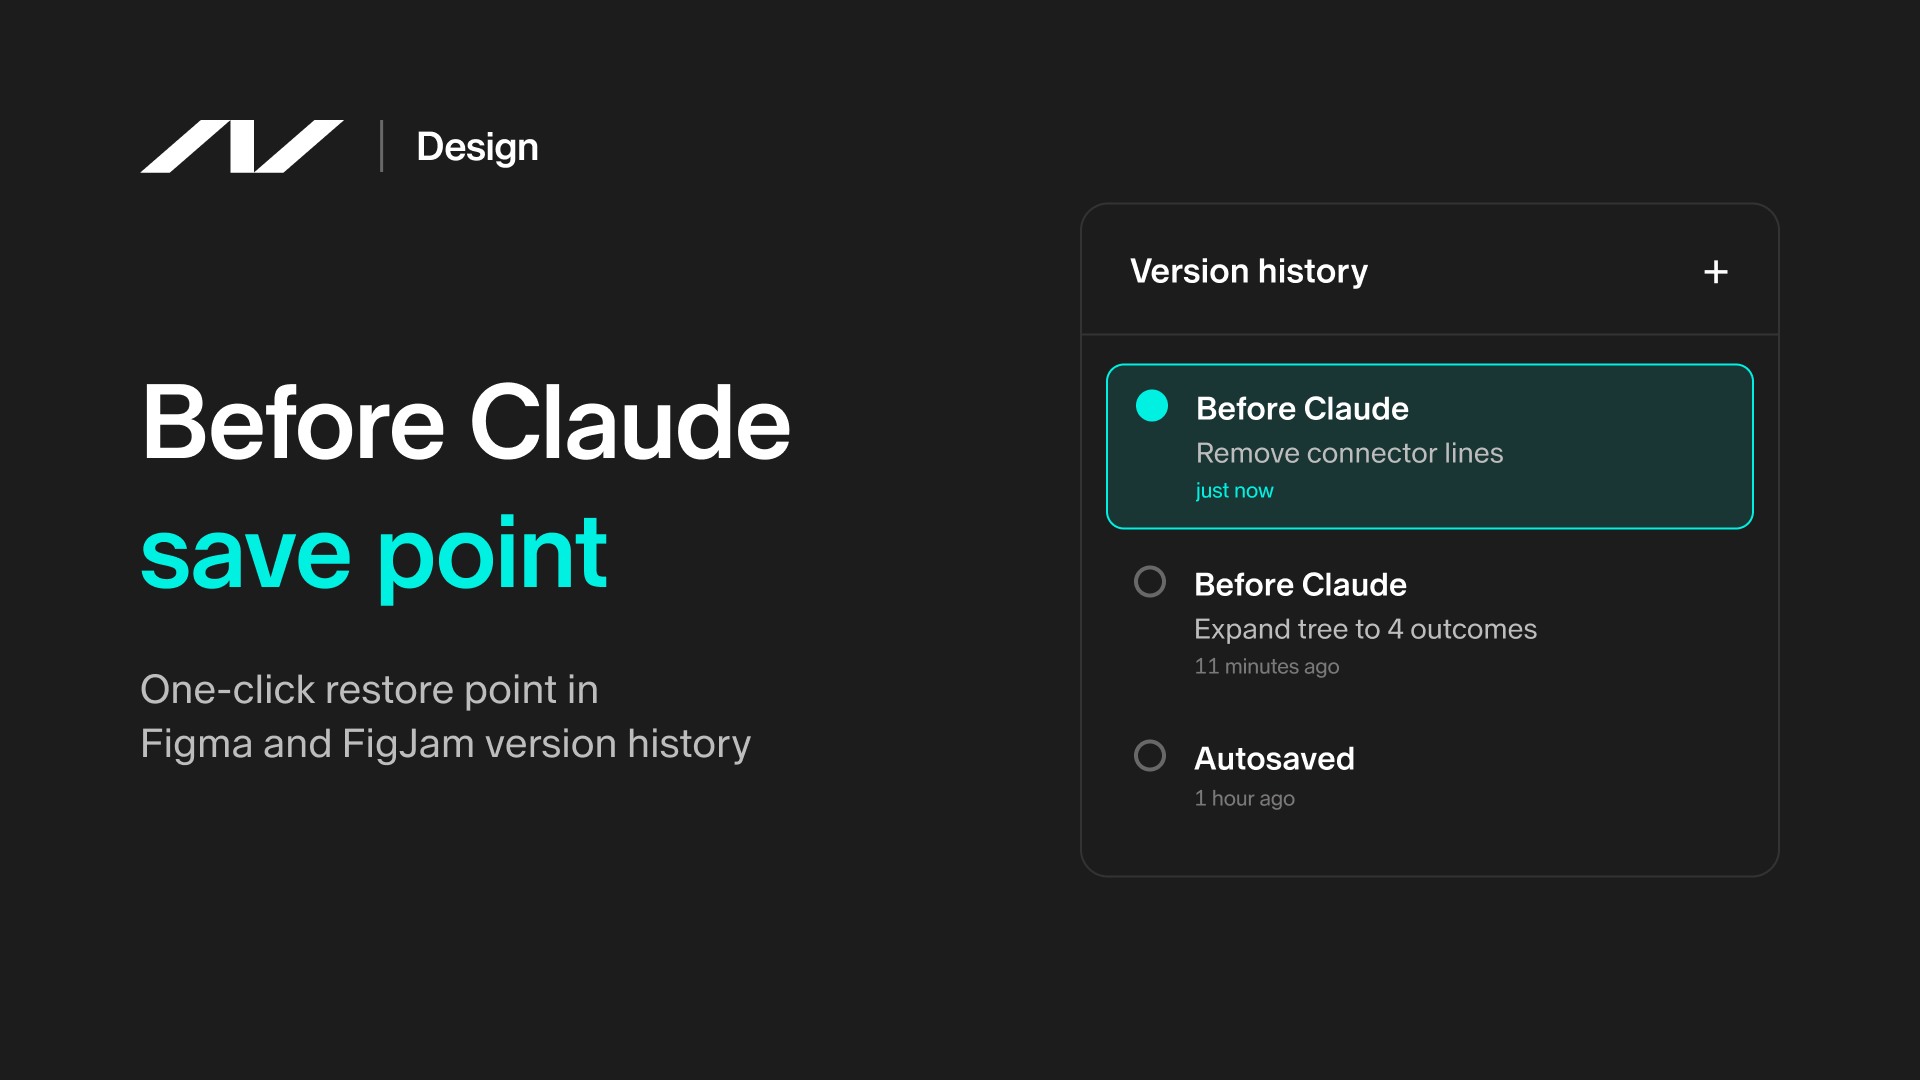 Design
Before Claude
save point
One-click restore point in
Figma and FigJam version history
Version history
Before Claude
Remove connector lines
just now
Before Claude
Expand tree to 4 outcomes
11 minutes ago
Autosaved
1 hour ago